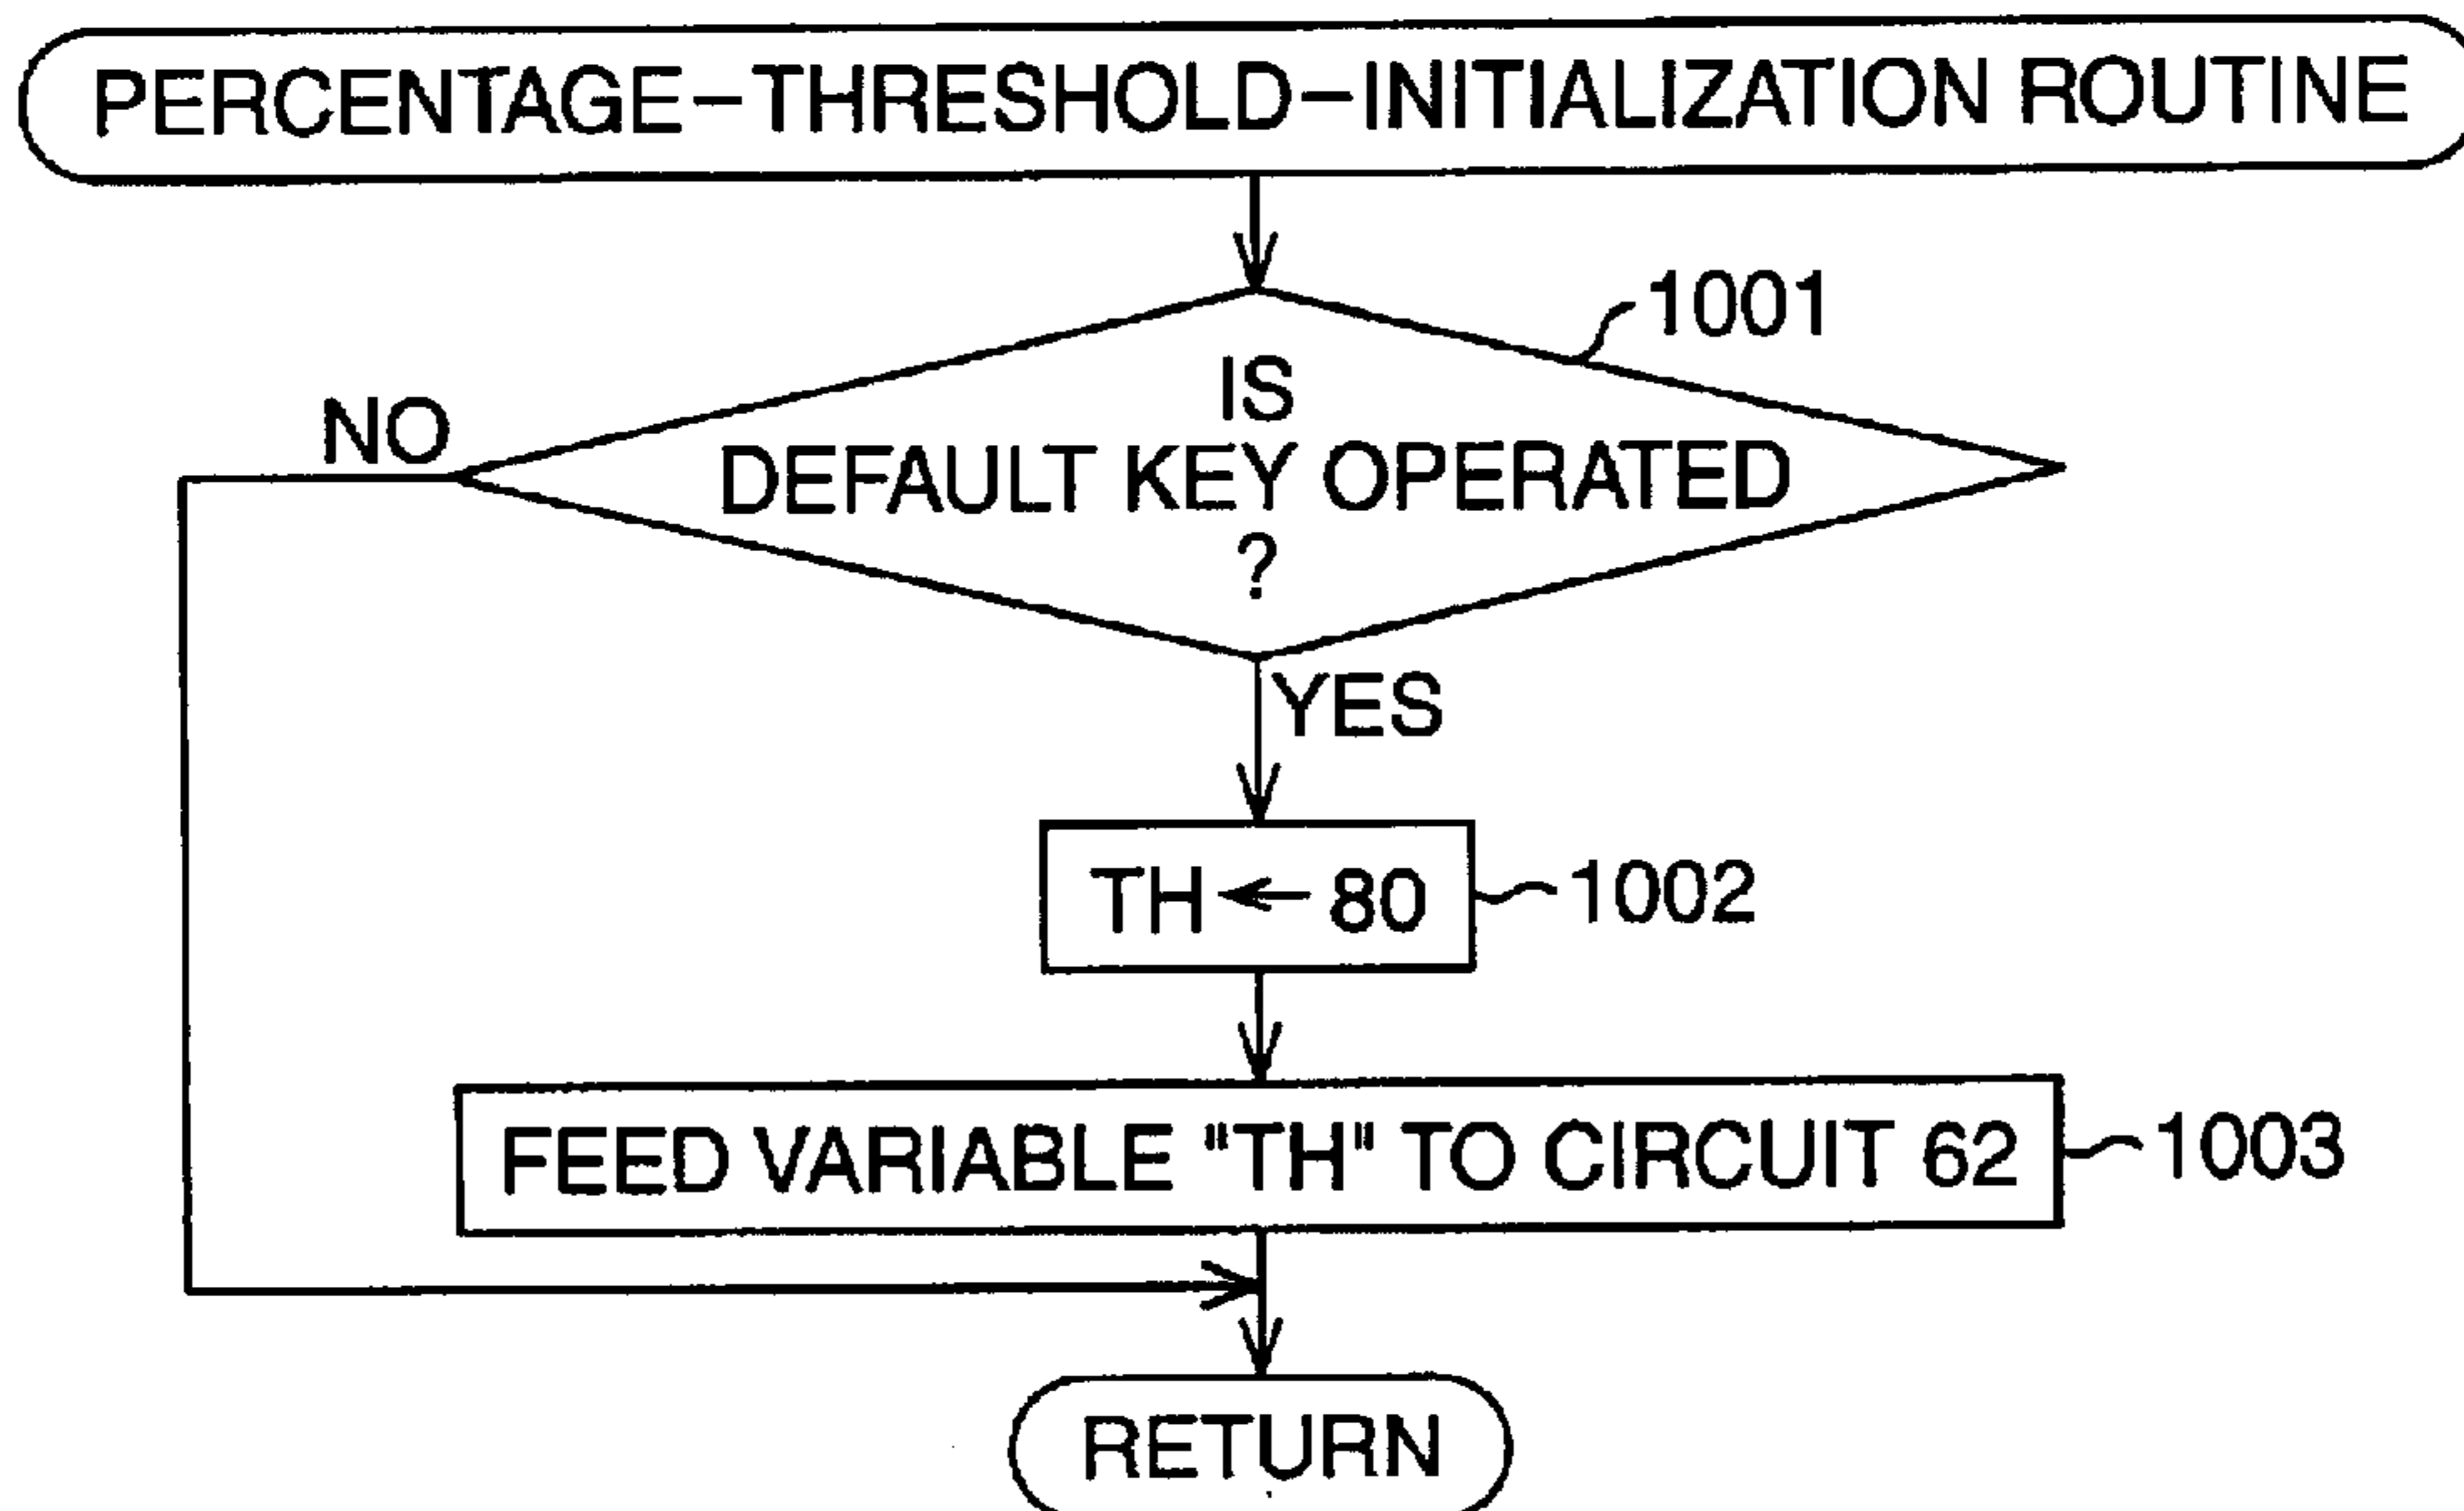 PERCENTAGE-THRESHOLD-INITIALIZATION ROUTINE
1001
IS
DEFAULT KEY OPERATED
?
NO
YES
TH ← 80
1002
FEED VARIABLE "TH" TO CIRCUIT 62
1003
RETURN